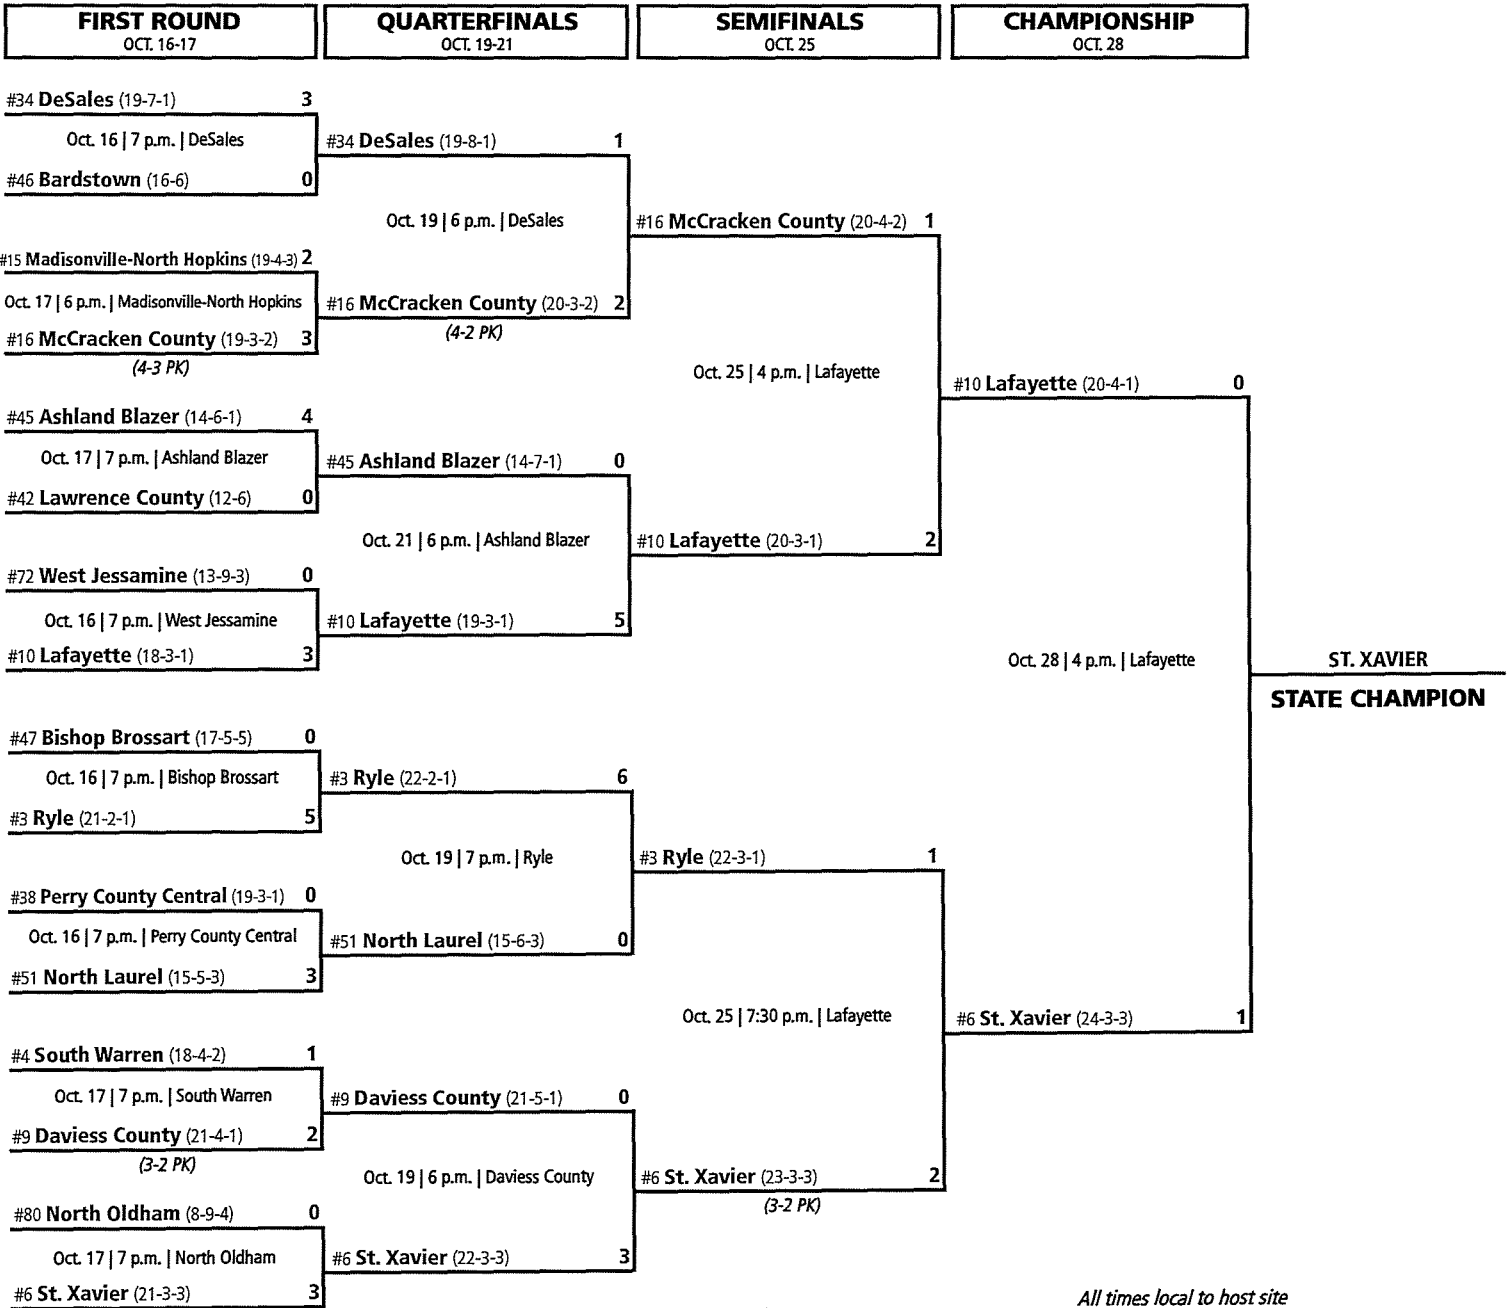 FIRST ROUND
OCT. 16-17
QUARTERFINALS
OCT. 19-21
SEMIFINALS
OCT. 25
CHAMPIONSHIP
OCT. 28
#34 DeSales (19-7-1) 3
Oct. 16 | 7 p.m. | DeSales
#46 Bardstown (16-6) 0
#15 Madisonville-North Hopkins (19-4-3) 2
Oct. 17 | 6 p.m. | Madisonville-North Hopkins
#16 McCracken County (19-3-2) 3
(4-3 PK)
#45 Ashland Blazer (14-6-1) 4
Oct. 17 | 7 p.m. | Ashland Blazer
#42 Lawrence County (12-6) 0
#72 West Jessamine (13-9-3) 0
Oct. 16 | 7 p.m. | West Jessamine
#10 Lafayette (18-3-1) 3
#47 Bishop Brossart (17-5-5) 0
Oct. 16 | 7 p.m. | Bishop Brossart
#3 Ryle (21-2-1) 5
#38 Perry County Central (19-3-1) 0
Oct. 16 | 7 p.m. | Perry County Central
#51 North Laurel (15-5-3) 3
#4 South Warren (18-4-2) 1
Oct. 17 | 7 p.m. | South Warren
#9 Daviess County (21-4-1) 2
(3-2 PK)
#80 North Oldham (8-9-4) 0
Oct. 17 | 7 p.m. | North Oldham
#6 St. Xavier (21-3-3) 3
#34 DeSales (19-8-1) 1
Oct. 19 | 6 p.m. | DeSales
#16 McCracken County (20-3-2) 2
(4-2 PK)
#45 Ashland Blazer (14-7-1) 0
Oct. 21 | 6 p.m. | Ashland Blazer
#10 Lafayette (19-3-1) 5
#3 Ryle (22-2-1) 6
Oct. 19 | 7 p.m. | Ryle
#51 North Laurel (15-6-3) 0
#9 Daviess County (21-5-1) 0
Oct. 19 | 6 p.m. | Daviess County
#6 St. Xavier (22-3-3) 3
#16 McCracken County (20-4-2) 1
Oct. 25 | 4 p.m. | Lafayette
#10 Lafayette (20-3-1) 2
#3 Ryle (22-3-1) 1
Oct. 25 | 7:30 p.m. | Lafayette
#6 St. Xavier (23-3-3) 2
(3-2 PK)
#10 Lafayette (20-4-1) 0
Oct. 28 | 4 p.m. | Lafayette
#6 St. Xavier (24-3-3) 1
ST. XAVIER
STATE CHAMPION
All times local to host site